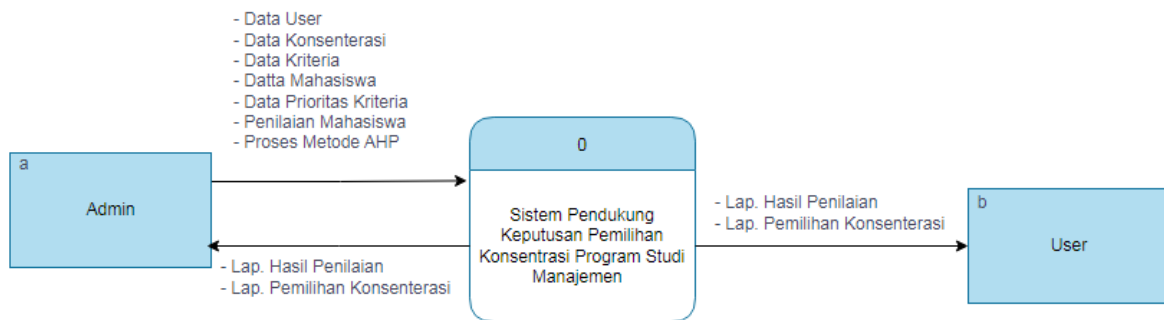 - Data User
- Data Konsenterasi
- Data Kriteria
- Datta Mahasiswa
- Data Prioritas Kriteria
- Penilaian Mahasiswa
- Proses Metode AHP
a
Admin
0
Sistem Pendukung
Keputusan Pemilihan
Konsentrasi Program Studi
Manajemen
- Lap. Hasil Penilaian
- Lap. Pemilihan Konsenterasi
- Lap. Hasil Penilaian
- Lap. Pemilihan Konsenterasi
b
User